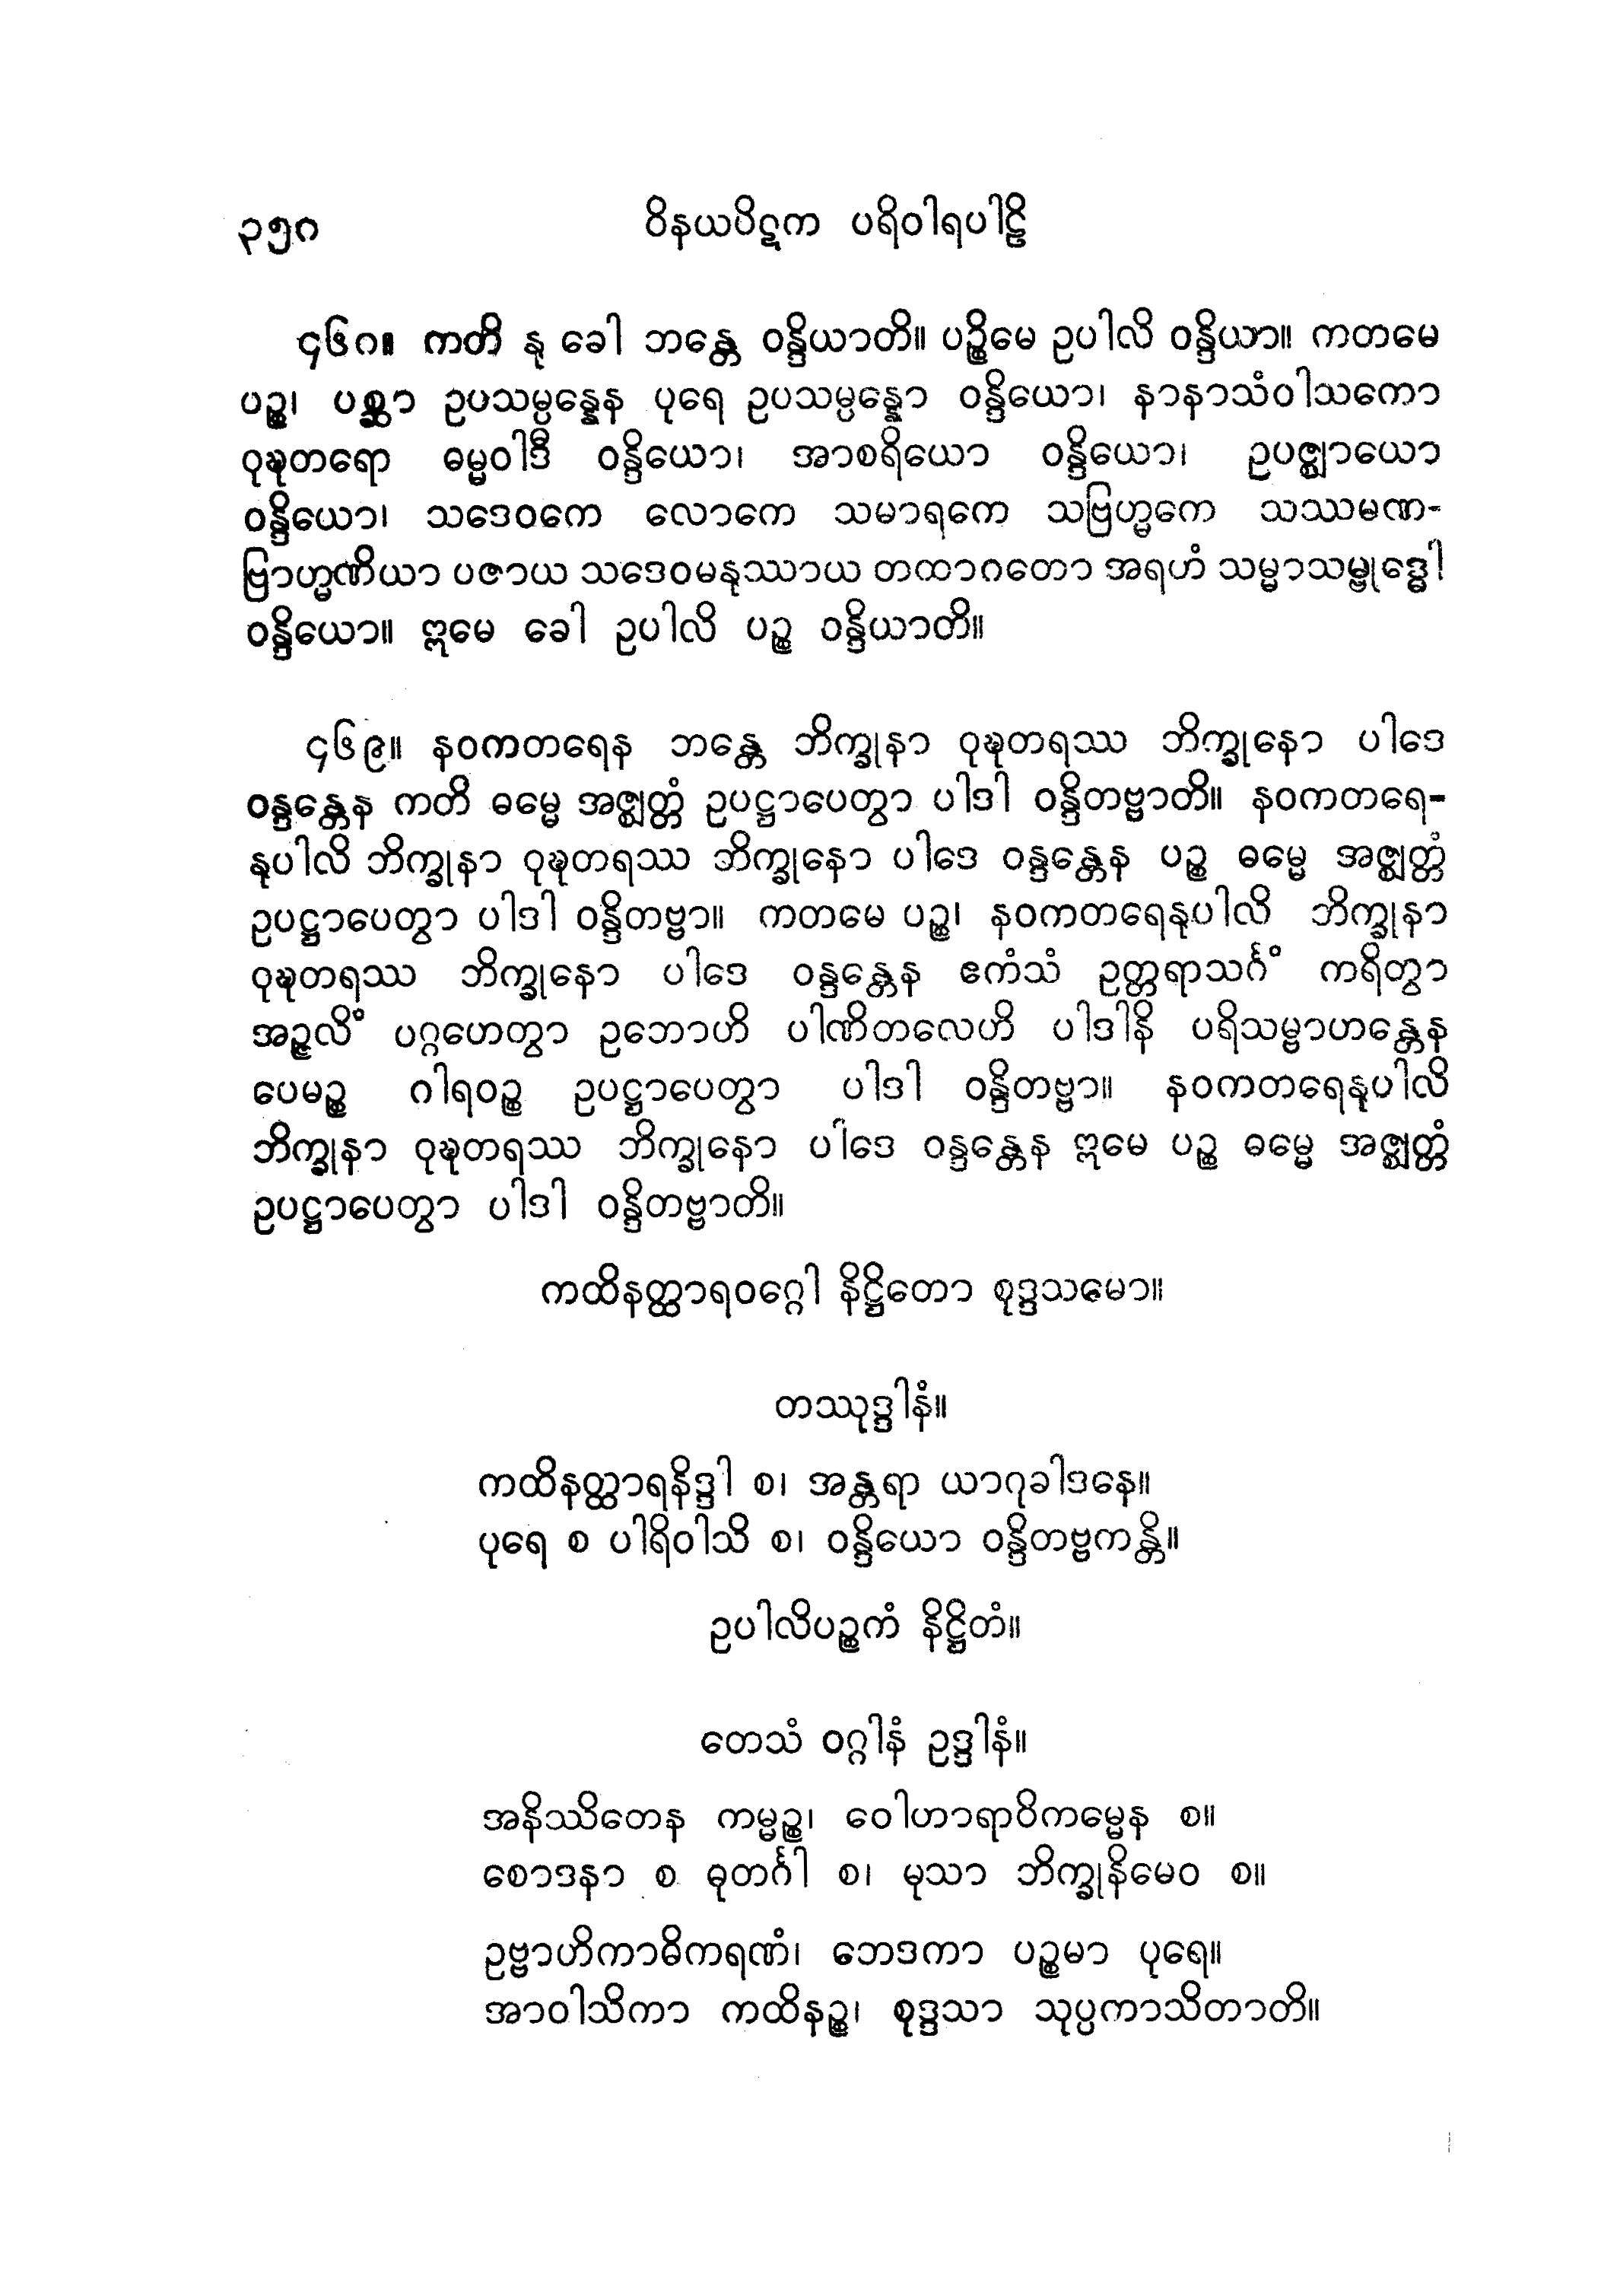 ၃၅၈ ဝိနယပိဋက ပရိဝါရပါဠိ
၄၆၈။ ကတိ နု ခေါ ဘန္တေ ဝန္ဒိယာတိ။ ပဉ္စိမေ ဥပါလိ ဝန္ဒိယာ။ ကတမေ
ပဉ္စ၊ ပစ္ဆာ ဥပသမ္ပန္နေန ပုရေ ဥပသမ္ပန္နော ဝန္ဒိယော၊ နာနာသံဝါသကော
ဝုဍ္ဎတရော ဓမ္မဝါဒီ ဝန္ဒိယော၊ အာစရိယော ဝန္ဒိယော၊ ဥပဇ္ဈာယော
ဝန္ဒိယော၊ သဒေဝကေ လောကေ သမာရကေ သဗြဟ္မကေ သဿမဏ-
ဗြာဟ္မဏိယာ ပဇာယ သဒေဝမနုဿာယ တထာဂတော အရဟံ သမ္မာသမ္ဗုဒ္ဓေါ
ဝန္ဒိယော။ ဣမေ ခေါ ဥပါလိ ပဉ္စ ဝန္ဒိယာတိ။
၄၆၉။ နဝကတရေန ဘန္တေ ဘိက္ခုနာ ဝုဍ္ဎတရဿ ဘိက္ခုနော ပါဒေ
ဝန္ဒန္တေန ကတိ ဓမ္မေ အဇ္ဈတ္တံ ဥပဋ္ဌာပေတွာ ပါဒါ ဝန္ဒိတဗ္ဗာတိ။ နဝကတရေ-
နုပါလိ ဘိက္ခုနာ ဝုဍ္ဎတရဿ ဘိက္ခုနော ပါဒေ ဝန္ဒန္တေန ပဉ္စ ဓမ္မေ အဇ္ဈတ္တံ
ဥပဋ္ဌာပေတွာ ပါဒါ ဝန္ဒိတဗ္ဗာ။ ကတမေ ပဉ္စ၊ နဝကတရေနုပါလိ ဘိက္ခုနာ
ဝုဍ္ဎတရဿ ဘိက္ခုနော ပါဒေ ဝန္ဒန္တေန ဧကံသံ ဥတ္တရာသင်္ဂံ ကရိတွာ
အဉ္ဇလိံ ပဂ္ဂဟေတွာ ဥဘောဟိ ပါဏိတလေဟိ ပါဒါနိ ပရိသမ္ဗာဟန္တေန
ပေမဉ္စ ဂါရဝဉ္စ ဥပဋ္ဌာပေတွာ ပါဒါ ဝန္ဒိတဗ္ဗာ။ နဝကတရေနုပါလိ
ဘိက္ခုနာ ဝုဍ္ဎတရဿ ဘိက္ခုနော ပါဒေ ဝန္ဒန္တေန ဣမေ ပဉ္စ ဓမ္မေ အဇ္ဈတ္တံ
ဥပဋ္ဌာပေတွာ ပါဒါ ဝန္ဒိတဗ္ဗာတိ။
ကထိနတ္ထာရဝဂ္ဂေါ နိဋ္ဌိတော စုဒ္ဒသမော။
တဿုဒ္ဒါနံ။
ကထိနတ္ထာရနိဒ္ဒါ စ၊ အန္တရာ ယာဂုခါဒနေ။
ပုရေ စ ပါရိဝါသိ စ၊ ဝန္ဒိယော ဝန္ဒိတဗ္ဗကန္တိ။
ဥပါလိပဉ္စကံ နိဋ္ဌိတံ။
တေသံ ဝဂ္ဂါနံ ဥဒ္ဒါနံ။
အနိဿိတေန ကမ္မဉ္စ၊ ဝေါဟာရာဝိကမ္မေန စ။
စောဒနာ စ ဓုတင်္ဂါ စ၊ မုသာ ဘိက္ခုနိမေဝ စ။
ဥဗ္ဗာဟိကာဓိကရဏံ၊ ဘေဒကာ ပဉ္စမာ ပုရေ။
အာဝါသိကာ ကထိနဉ္စ၊ စုဒ္ဒသာ သုပ္ပကာသိတာတိ။